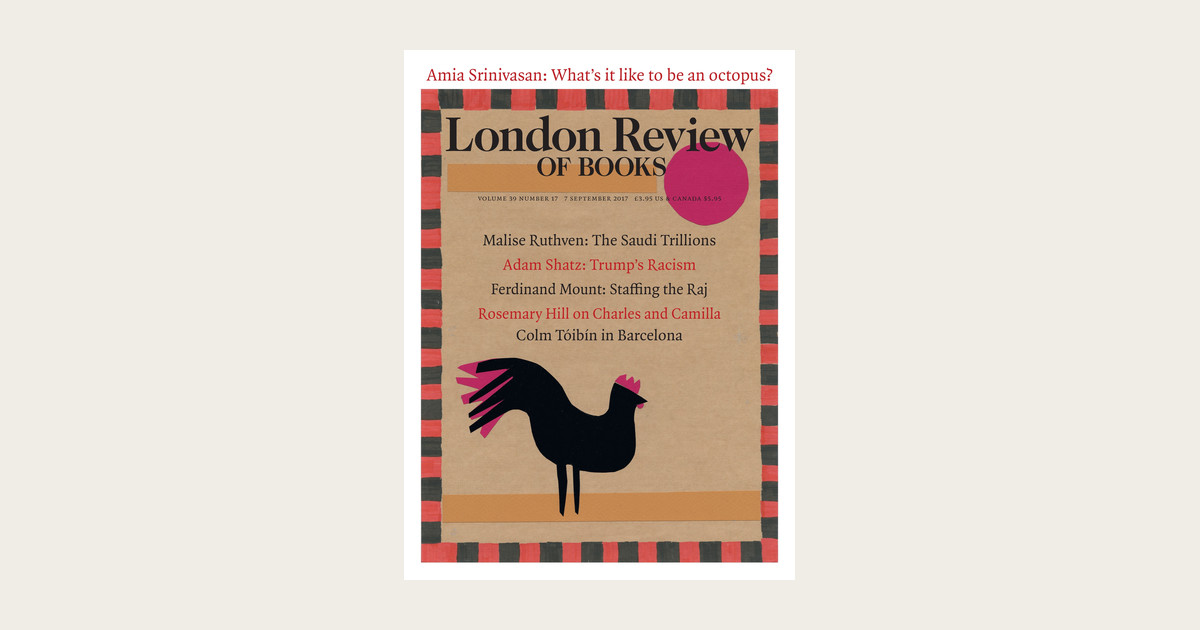 Amia Srinivasan: What’s it like to be an octopus?
London Review
OF BOOKS
VOLUME 39 NUMBER 17 7 SEPTEMBER 2017 £3.95 US & CANADA $5.95
Malise Ruthven: The Saudi Trillions
Adam Shatz: Trump’s Racism
Ferdinand Mount: Staffing the Raj
Rosemary Hill on Charles and Camilla
Colm Tóibín in Barcelona